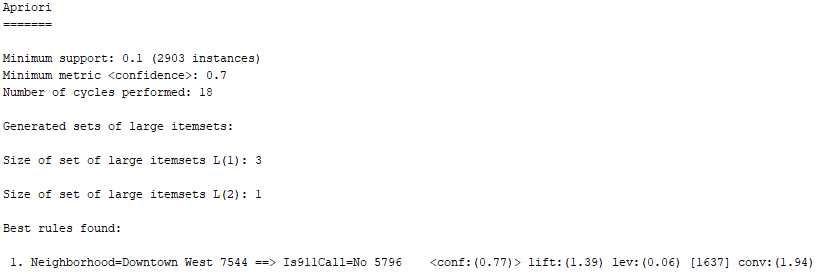 Apriori
=======
Minimum support: 0.1 (2903 instances)
Minimum metric <confidence>: 0.7
Number of cycles performed: 18
Generated sets of large itemsets:
Size of set of large itemsets L(1): 3
Size of set of large itemsets L(2): 1
Best rules found:
1. Neighborhood=Downtown West 7544 ==> Is911Call=No 5796    <conf:(0.77)> lift:(1.39) lev:(0.06) [1637] conv:(1.94)